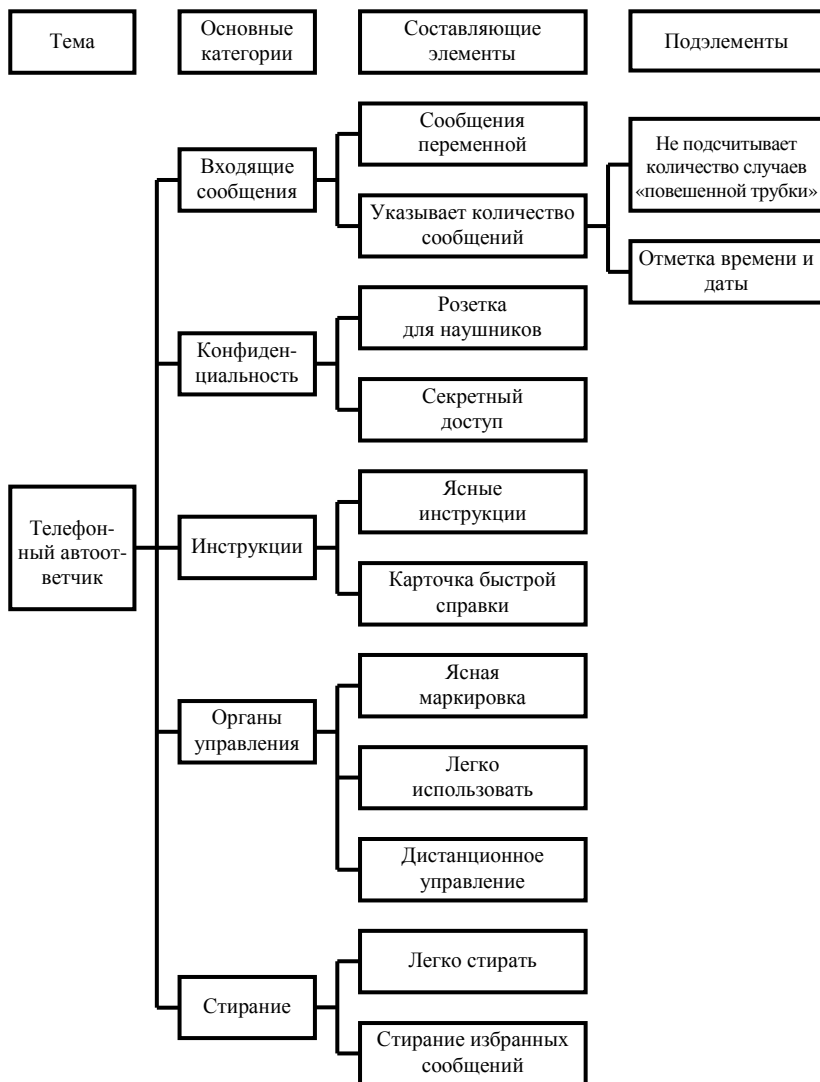 Тема
Основные
категории
Составляющие
элементы
Подэлементы
Входящие
сообщения
Сообщения
переменной
Указывает количество
сообщений
Не подсчитывает
количество случаев
«повешенной трубки»
Отметка времени и
даты
Конфиден-
циальность
Розетка
для наушников
Секретный
доступ
Телефон-
ный автоот-
ветчик
Инструкции
Ясные
инструкции
Карточка быстрой
справки
Органы
управления
Ясная
маркировка
Легко
использовать
Дистанционное
управление
Стирание
Легко стирать
Стирание избранных
сообщений